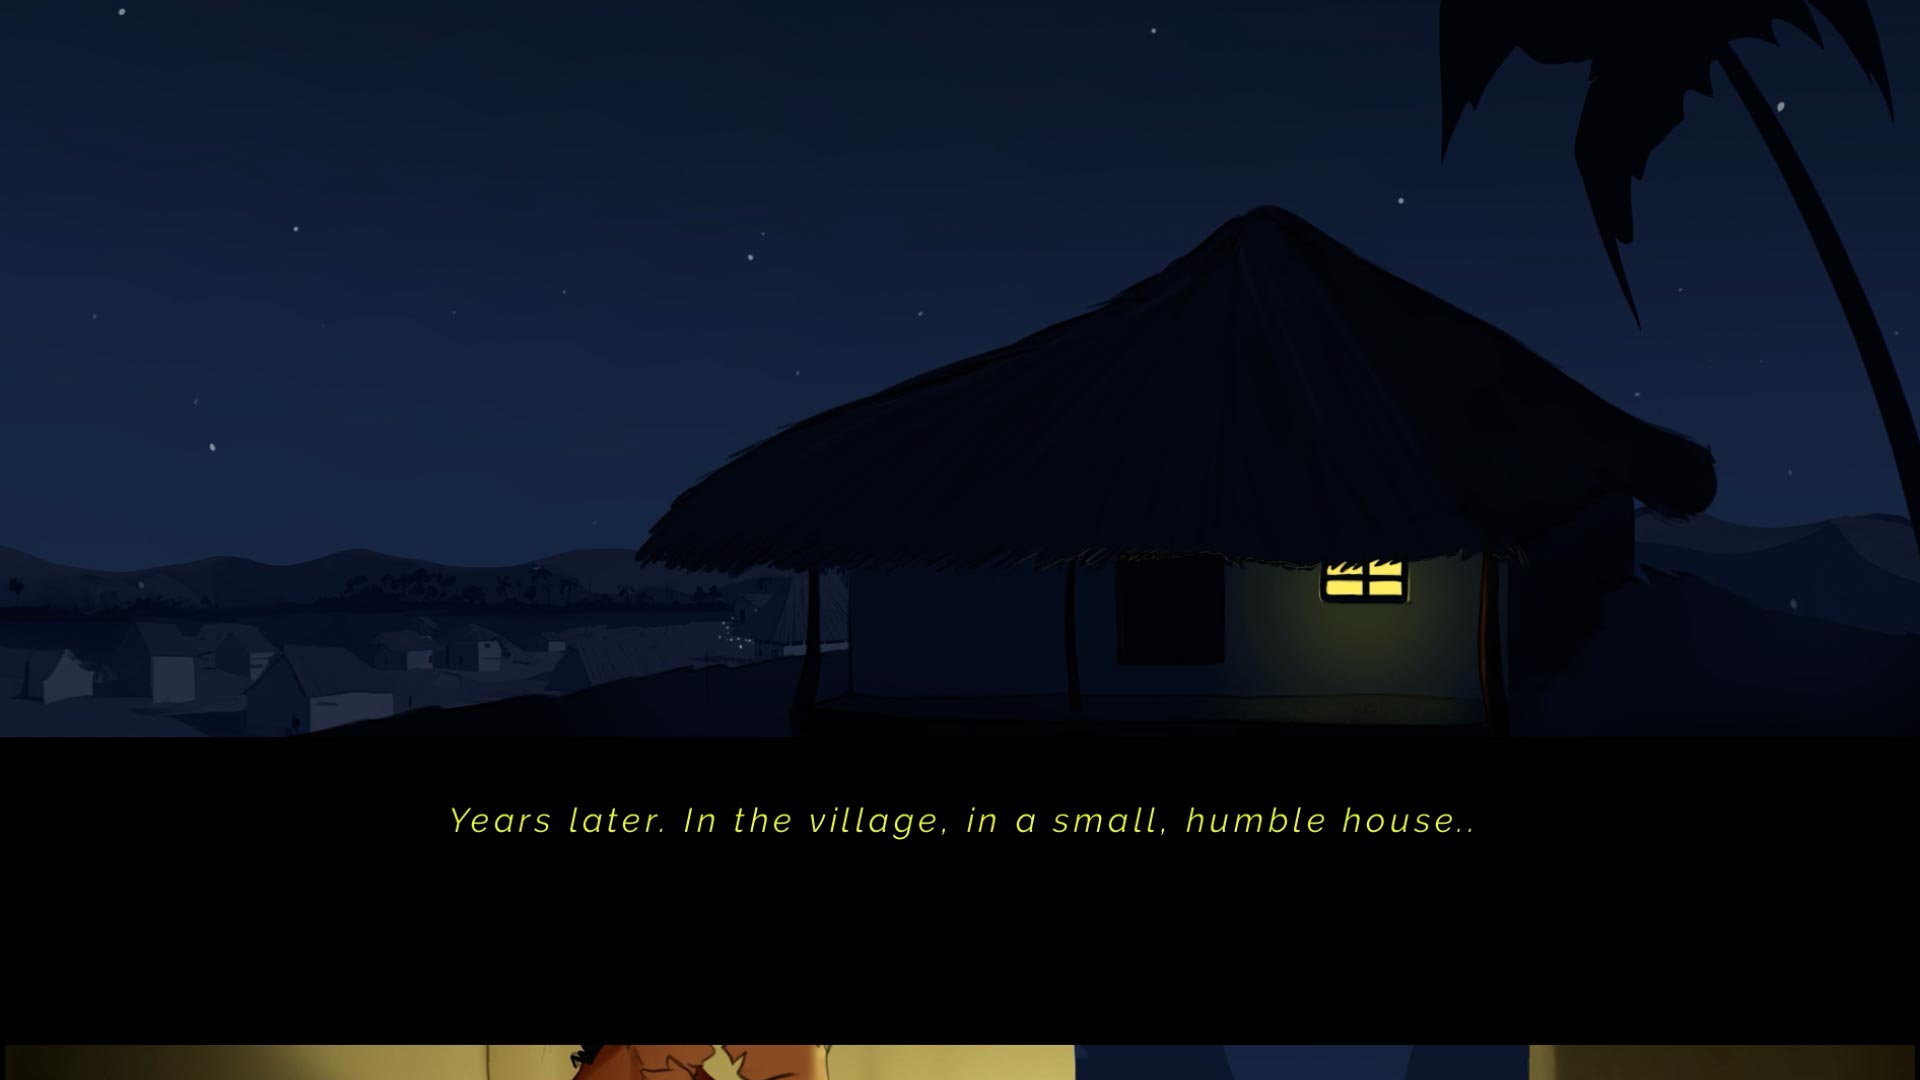 Years later. In the village, in a small, humble house..